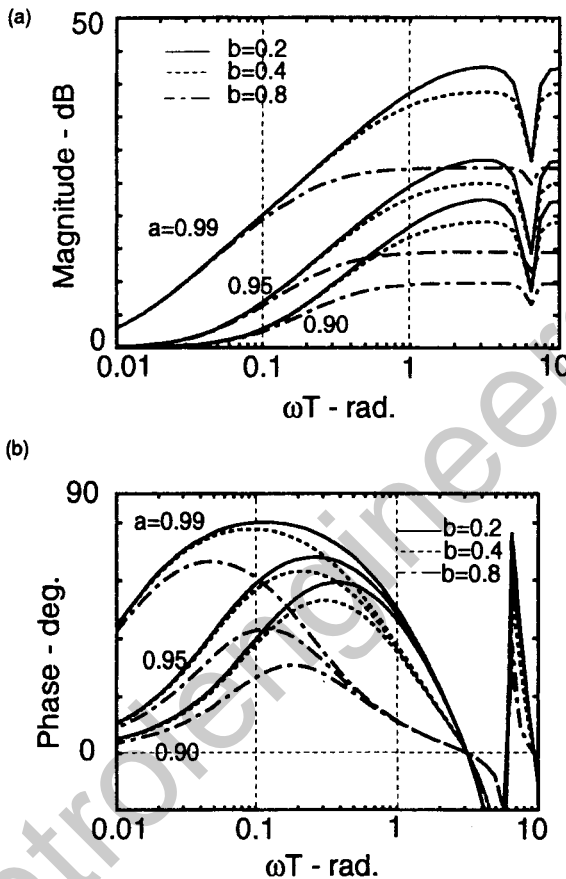 (a)
50
b=0.2
b=0.4
b=0.8
Magnitude - dB
a=0.99
0.95
0.90
0
0.01
0.1
1
10
ωT - rad.
(b)
90
a=0.99
b=0.2
b=0.4
b=0.8
Phase - deg.
0.95
0
0.90
0.01
0.1
1
10
ωT - rad.
ntrolengineer